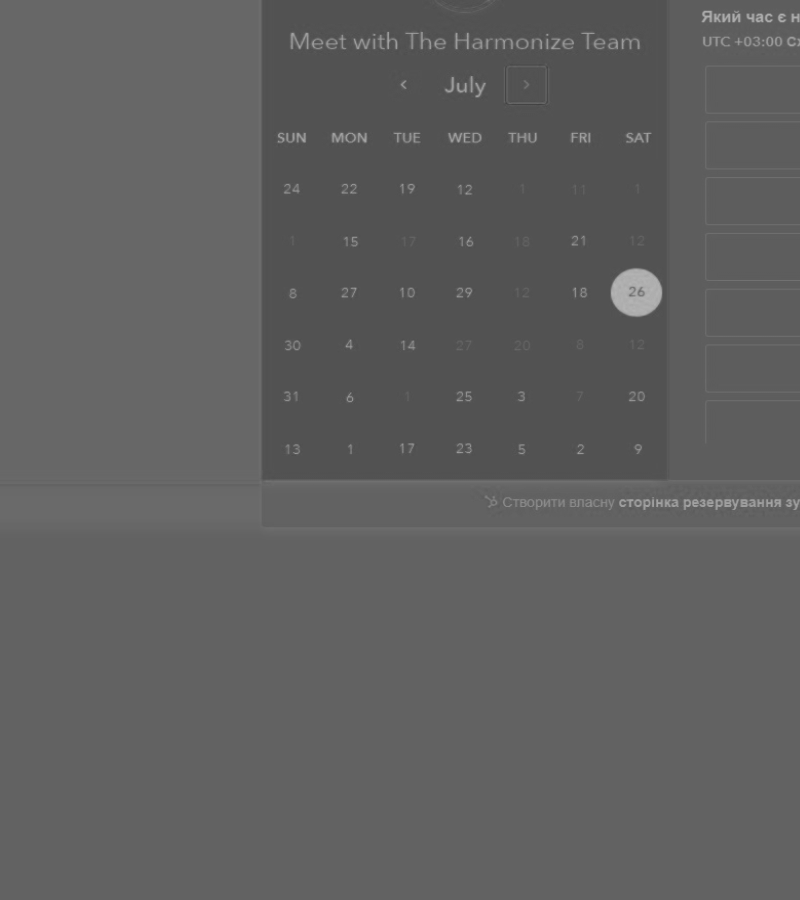 Meet with The Harmonize Team
July
SUN MON TUE WED THU FRI SAT
24 22 19 12 1 11 1
1 15 17 16 18 21 12
8 27 10 29 12 18 26
30 4 14 27 20 8 12
31 6 1 25 3 7 20
13 1 17 23 5 2 9
Який час є н
UTC +03:00 Сх
Створити власну сторінка резервування зу